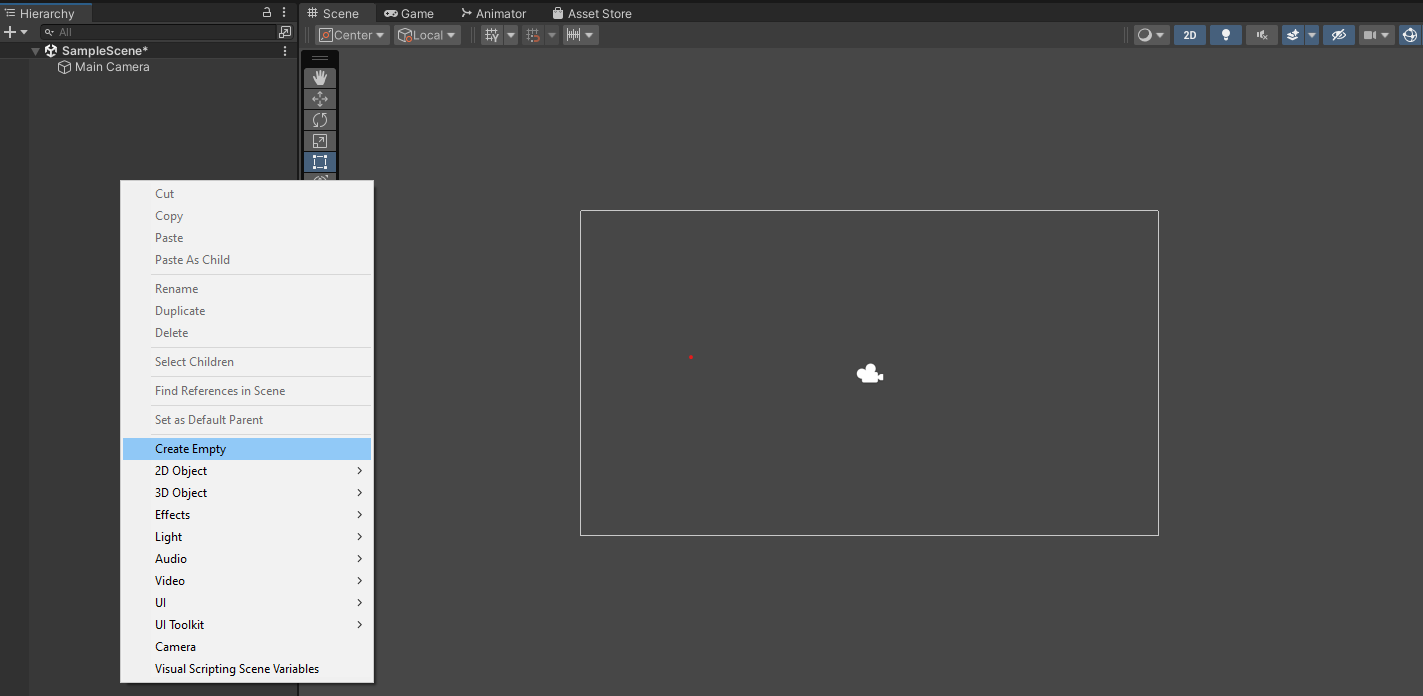 Hierarchy
All
SampleScene*
Main Camera
Scene
Game
Animator
Asset Store
Center
Local
2D
Cut
Copy
Paste
Paste As Child
Rename
Duplicate
Delete
Select Children
Find References in Scene
Set as Default Parent
Create Empty
2D Object
3D Object
Effects
Light
Audio
Video
UI
UI Toolkit
Camera
Visual Scripting Scene Variables